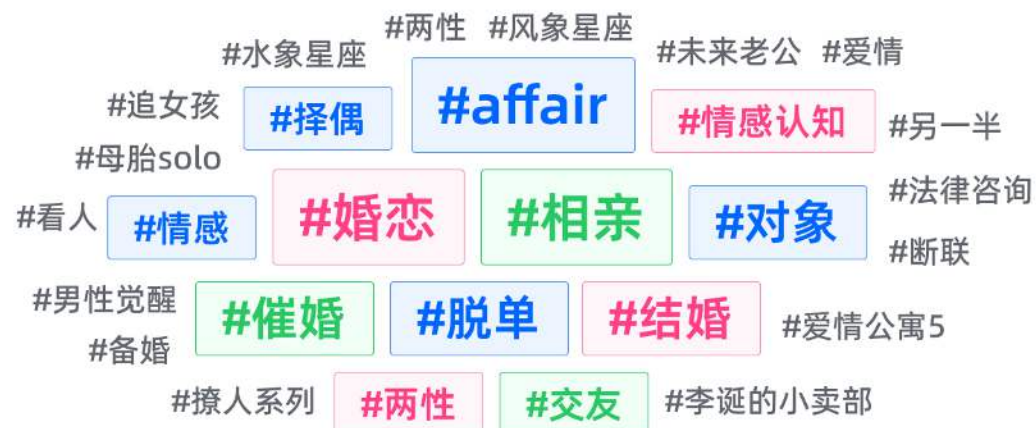 #两性 #风象星座
#水象星座 #未来老公 #爱情
#追女孩 #择偶 #affair #情感认知 #另一半
#母胎solo
#看人 #情感 #婚恋 #相亲 #对象 #法律咨询
#断联
#男性觉醒 #催婚 #脱单 #结婚 #爱情公寓5
#备婚
#撩人系列 #两性 #交友 #李诞的小卖部